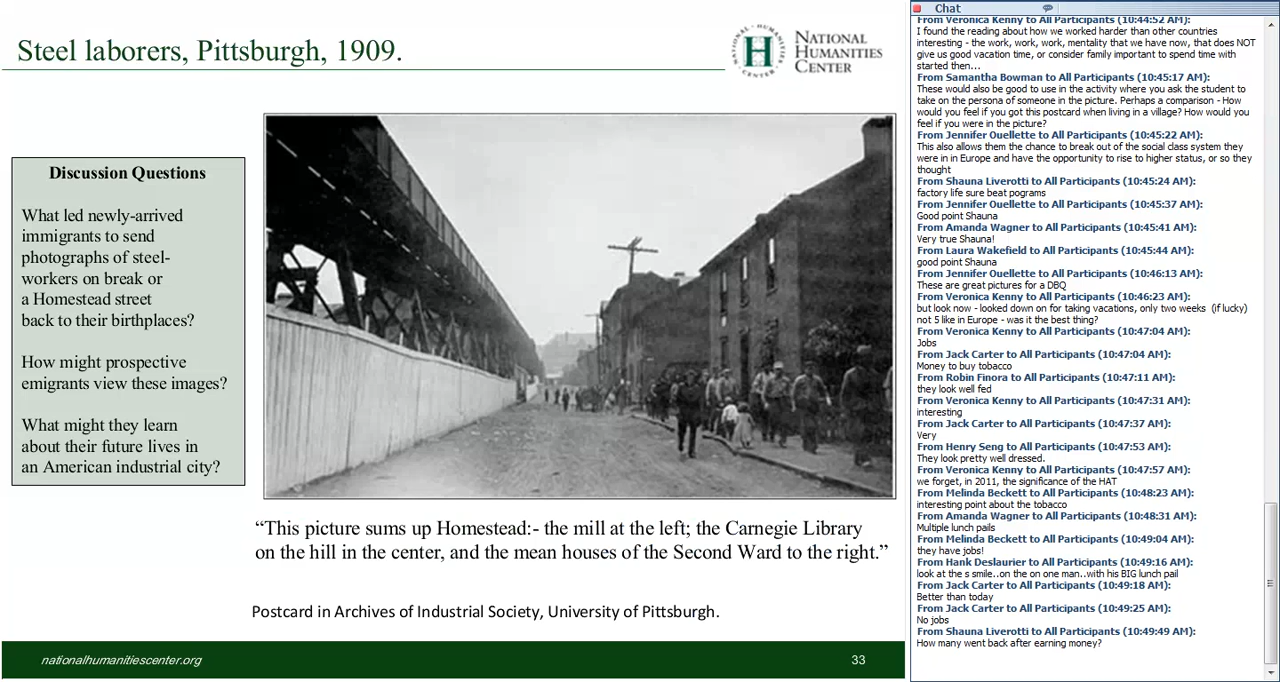 Steel laborers, Pittsburgh, 1909.
NATIONAL HUMANITIES CENTER
H
NATIONAL
HUMANITIES
CENTER
Discussion Questions
What led newly-arrived
immigrants to send
photographs of steel-
workers on break or
a Homestead street
back to their birthplaces?
How might prospective
emigrants view these images?
What might they learn
about their future lives in
an American industrial city?
“This picture sums up Homestead:- the mill at the left; the Carnegie Library
on the hill in the center, and the mean houses of the Second Ward to the right.”
Postcard in Archives of Industrial Society, University of Pittsburgh.
nationalhumanitiescenter.org
33
Chat
From Veronica Kenny to All Participants (10:44:52 AM):
I found the reading about how we worked harder than other countries
interesting - the work, work, work, mentality that we have now, that does NOT
give us good vacation time, or consider family important to spend time with
started then...
From Samantha Bowman to All Participants (10:45:17 AM):
These would also be good to use in the activity where you ask the student to
take on the persona of someone in the picture. Perhaps a comparison - How
would you feel if you got this postcard when living in a village? How would you
feel if you were in the picture?
From Jennifer Ouellette to All Participants (10:45:22 AM):
This also allows them the chance to break out of the social class system they
were in in Europe and have the opportunity to rise to higher status, or so they
thought
From Shauna Liverotti to All Participants (10:45:24 AM):
factory life sure beat pograms
From Jennifer Ouellette to All Participants (10:45:37 AM):
Good point Shauna
From Amanda Wagner to All Participants (10:45:41 AM):
Very true Shauna!
From Laura Wakefield to All Participants (10:45:44 AM):
good point Shauna
From Jennifer Ouellette to All Participants (10:46:13 AM):
These are great pictures for a DBQ
From Veronica Kenny to All Participants (10:46:23 AM):
but look now - looked down on for taking vacations, only two weeks (if lucky)
not 5 like in Europe - was it the best thing?
From Veronica Kenny to All Participants (10:47:04 AM):
Jobs
From Jack Carter to All Participants (10:47:04 AM):
Money to buy tobacco
From Robin Finora to All Participants (10:47:11 AM):
they look well fed
From Veronica Kenny to All Participants (10:47:31 AM):
interesting
From Jack Carter to All Participants (10:47:37 AM):
Very
From Henry Seng to All Participants (10:47:53 AM):
They look pretty well dressed.
From Veronica Kenny to All Participants (10:47:57 AM):
we forget, in 2011, the significance of the HAT
From Melinda Beckett to All Participants (10:48:23 AM):
interesting point about the tobacco
From Amanda Wagner to All Participants (10:48:31 AM):
Multiple lunch pails
From Melinda Beckett to All Participants (10:49:04 AM):
they have jobs!
From Hank Deslaurier to All Participants (10:49:16 AM):
look at the s smile..on the on one man..with his BIG lunch pail
From Jack Carter to All Participants (10:49:18 AM):
Better than today
From Jack Carter to All Participants (10:49:25 AM):
No jobs
From Shauna Liverotti to All Participants (10:49:49 AM):
How many went back after earning money?